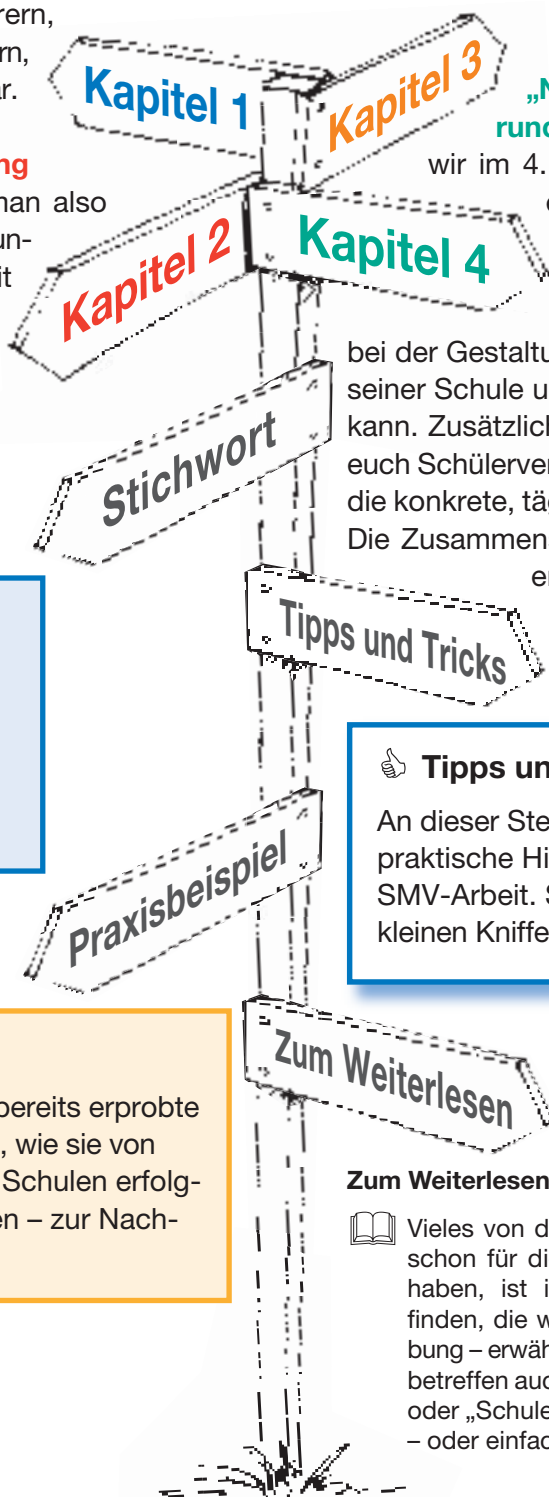 rern,
rn,
ar.
ng
man also
un-
it
Kapitel 1
Kapitel 3
Kapitel 2
Kapitel 4
„N
rund
wir im 4.
bei der Gestaltu
seiner Schule u
kann. Zusätzlich
euch Schülerver
die konkrete, täg
Die Zusammens
er
Stichwort
Tipps und Tricks
👍 Tipps un
An dieser Ste
praktische Hi
SMV-Arbeit. S
kleinen Kniffe
Praxisbeispiel
bereits erprobte
, wie sie von
Schulen erfolg-
en – zur Nach-
Zum Weiterlesen
Zum Weiterlesen
Vieles von d
schon für di
haben, ist i
finden, die w
bung – erwäh
betreffen auc
oder „Schule
– oder einfac